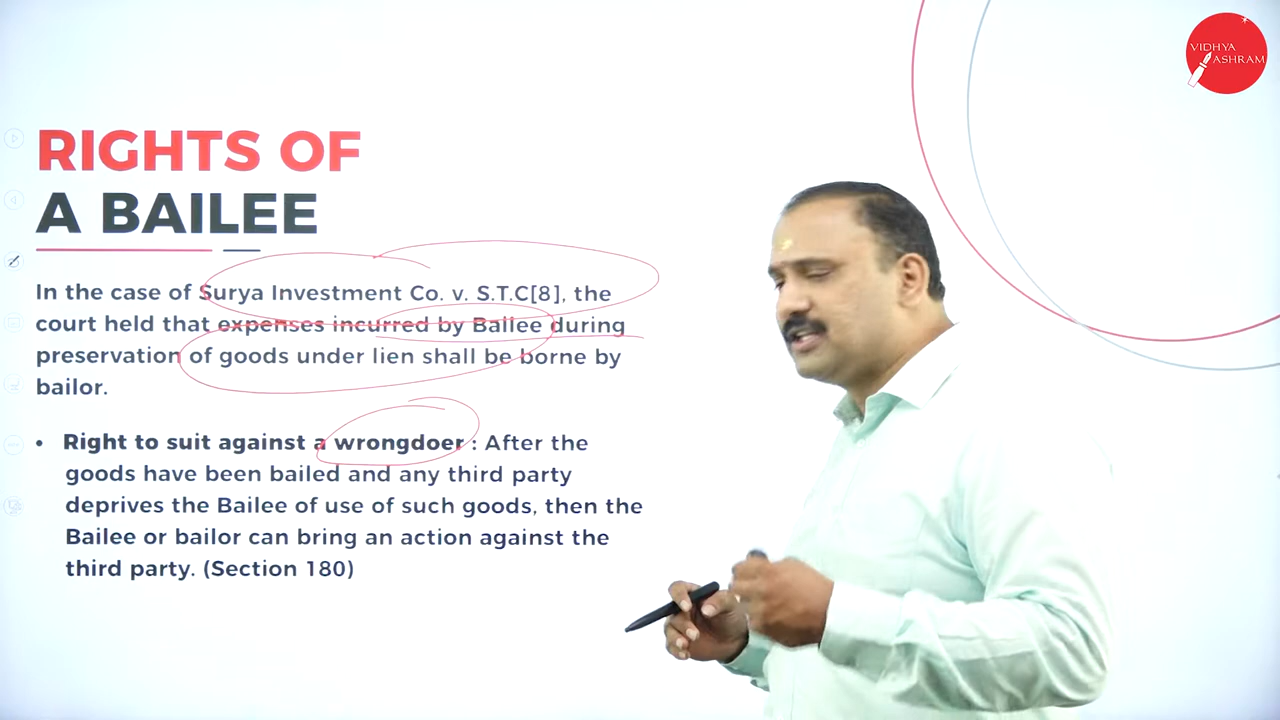 VIDHYA
ASHRAM
RIGHTS OF
A BAILEE
In the case of Surya Investment Co. v. S.T.C[8], the
court held that expenses incurred by Bailee during
preservation of goods under lien shall be borne by
bailor.
• Right to suit against a wrongdoer : After the
goods have been bailed and any third party
deprives the Bailee of use of such goods, then the
Bailee or bailor can bring an action against the
third party. (Section 180)